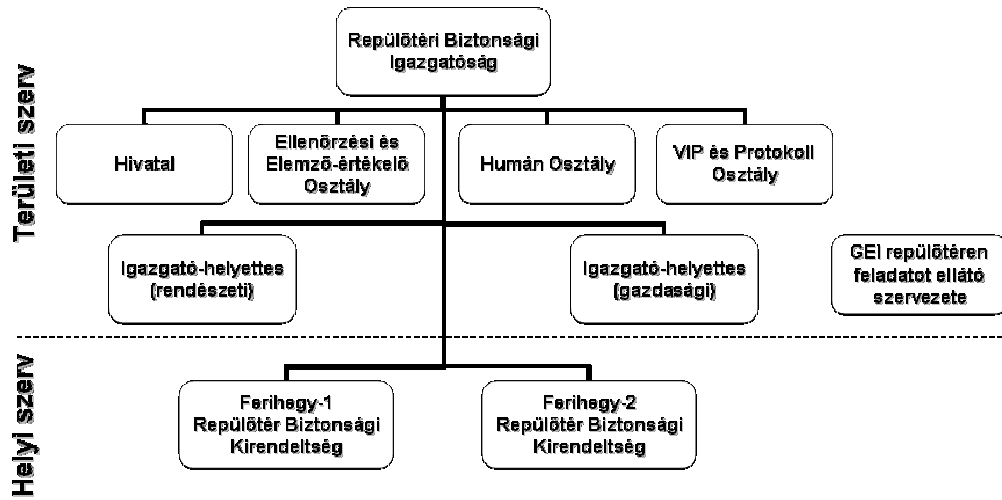 Területi szerv
Repülőtéri Biztonsági
Igazgatóság
Hivatal
Ellenőrzési és
Elemző-értékelő
Osztály
Humán Osztály
VIP és Protokoll
Osztály
Igazgató-helyettes
(rendészeti)
Igazgató-helyettes
(gazdasági)
GEI repülőtéren
feladatot ellátó
szervezete
Helyi szerv
Ferihegy-1
Repülőtér Biztonsági
Kirendeltség
Ferihegy-2
Repülőtér Biztonsági
Kirendeltség